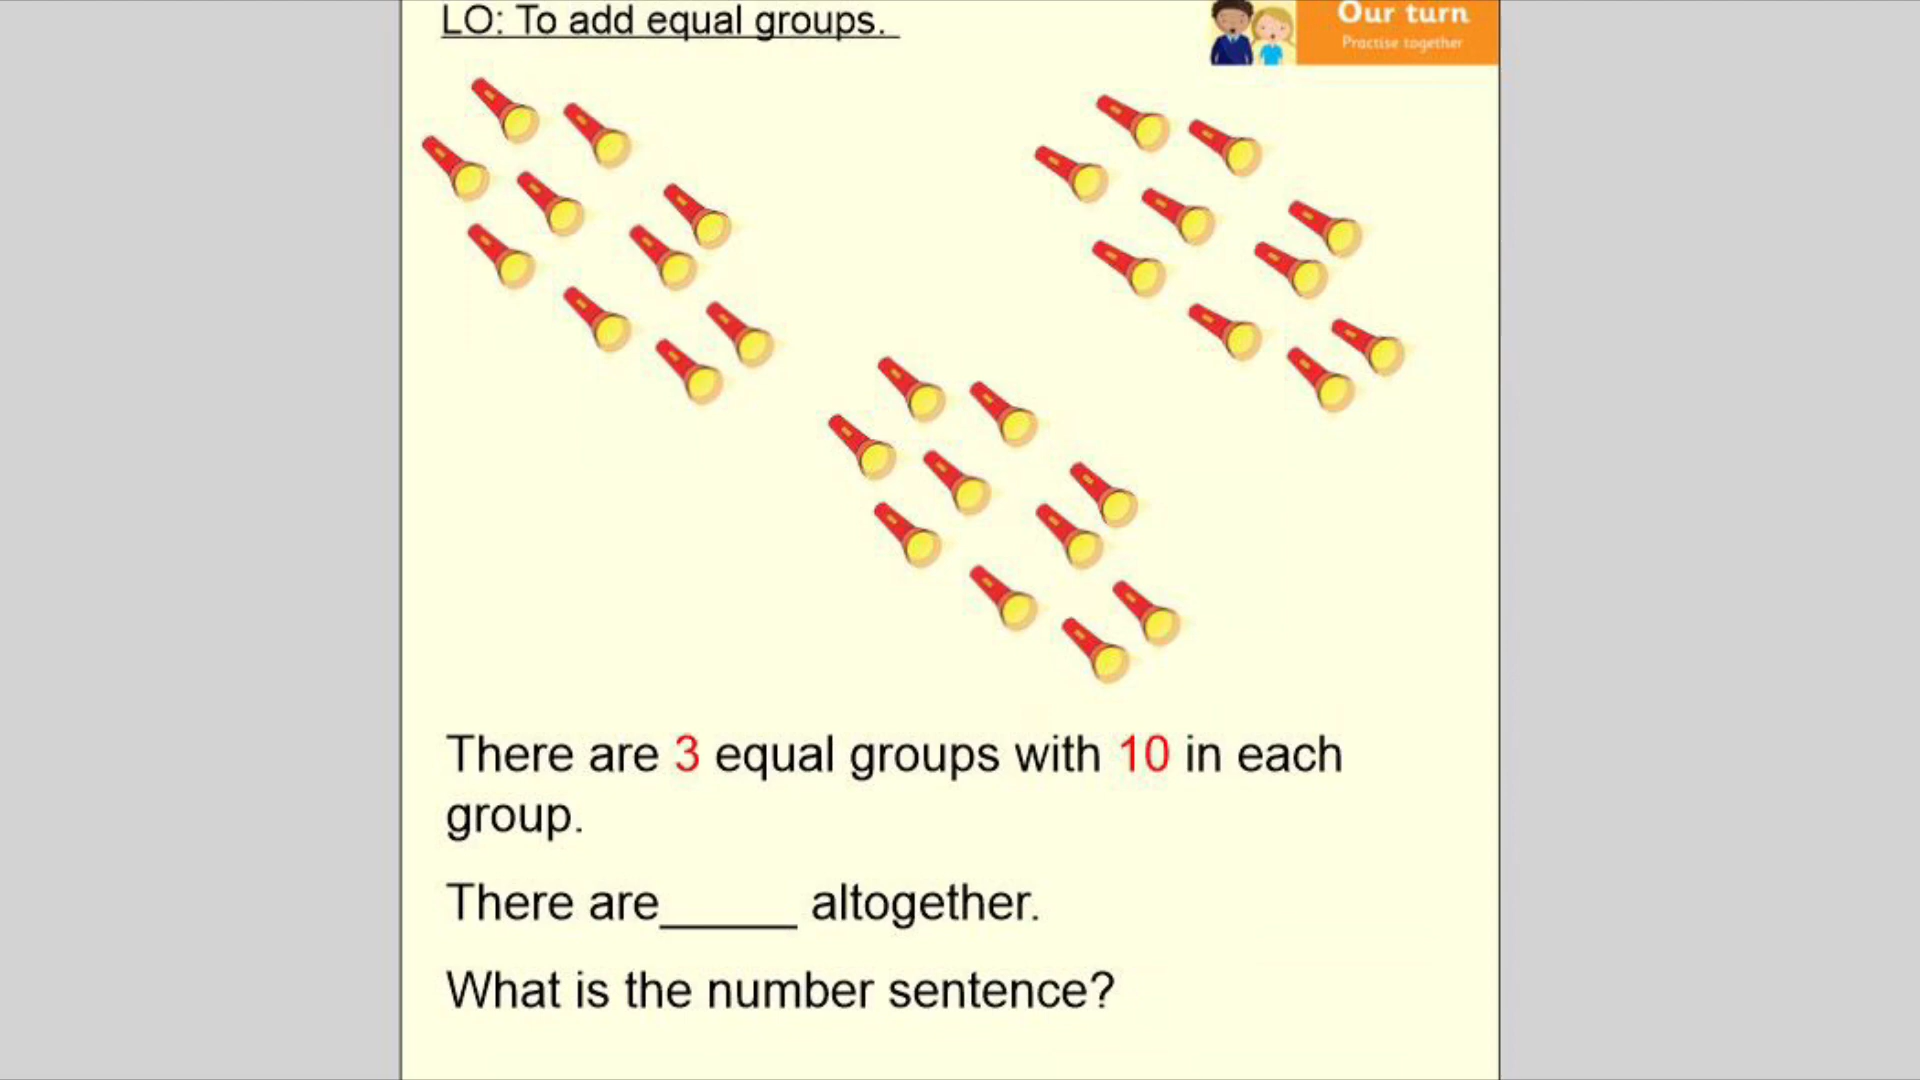 LO: To add equal groups.
Our turn
Practise together
There are 3 equal groups with 10 in each
group.
There are_____ altogether.
What is the number sentence?